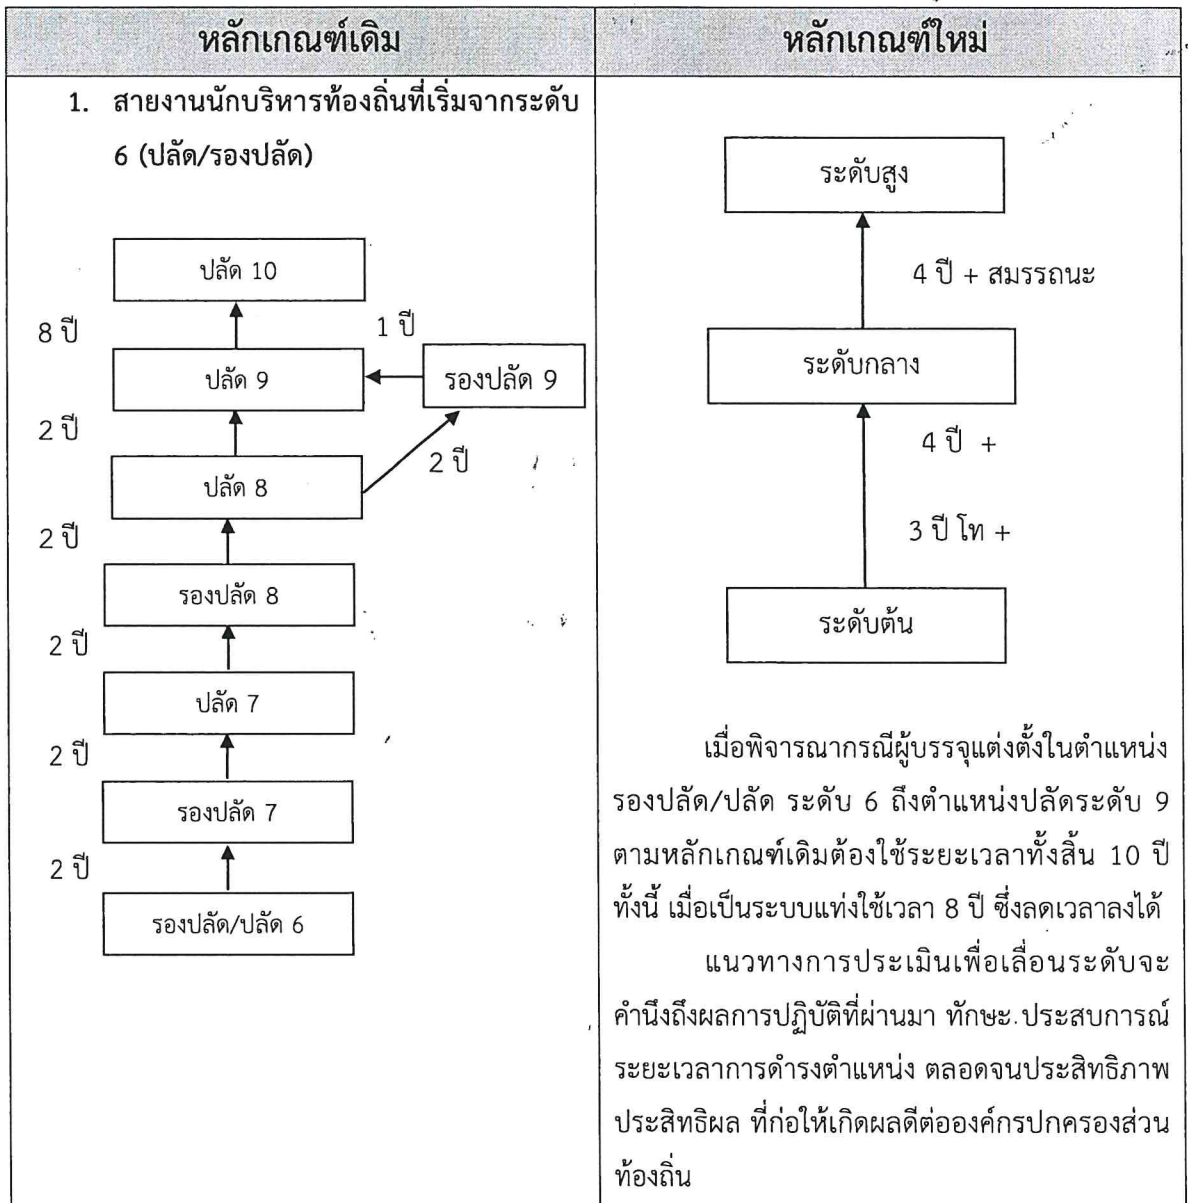 หลักเกณฑ์เดิม
หลักเกณฑ์ใหม่
1. สายงานนักบริหารท้องถิ่นที่เริ่มจากระดับ
6 (ปลัด/รองปลัด)
ปลัด 10
8 ปี
1 ปี
ปลัด 9
รองปลัด 9
2 ปี
2 ปี
ปลัด 8
2 ปี
รองปลัด 8
2 ปี
ปลัด 7
2 ปี
รองปลัด 7
2 ปี
รองปลัด/ปลัด 6
ระดับสูง
4 ปี + สมรรถนะ
ระดับกลาง
4 ปี +
3 ปี โท +
ระดับต้น
เมื่อพิจารณากรณีผู้บรรจุแต่งตั้งในตำแหน่ง
รองปลัด/ปลัด ระดับ 6 ถึงตำแหน่งปลัดระดับ 9
ตามหลักเกณฑ์เดิมต้องใช้ระยะเวลาทั้งสิ้น 10 ปี
ทั้งนี้ เมื่อเป็นระบบแท่งใช้เวลา 8 ปี ซึ่งลดเวลาลงได้
แนวทางการประเมินเพื่อเลื่อนระดับจะ
คำนึงถึงผลการปฏิบัติที่ผ่านมา ทักษะ ประสบการณ์
ระยะเวลาการดำรงตำแหน่ง ตลอดจนประสิทธิภาพ
ประสิทธิผล ที่ก่อให้เกิดผลดีต่อองค์กรปกครองส่วน
ท้องถิ่น